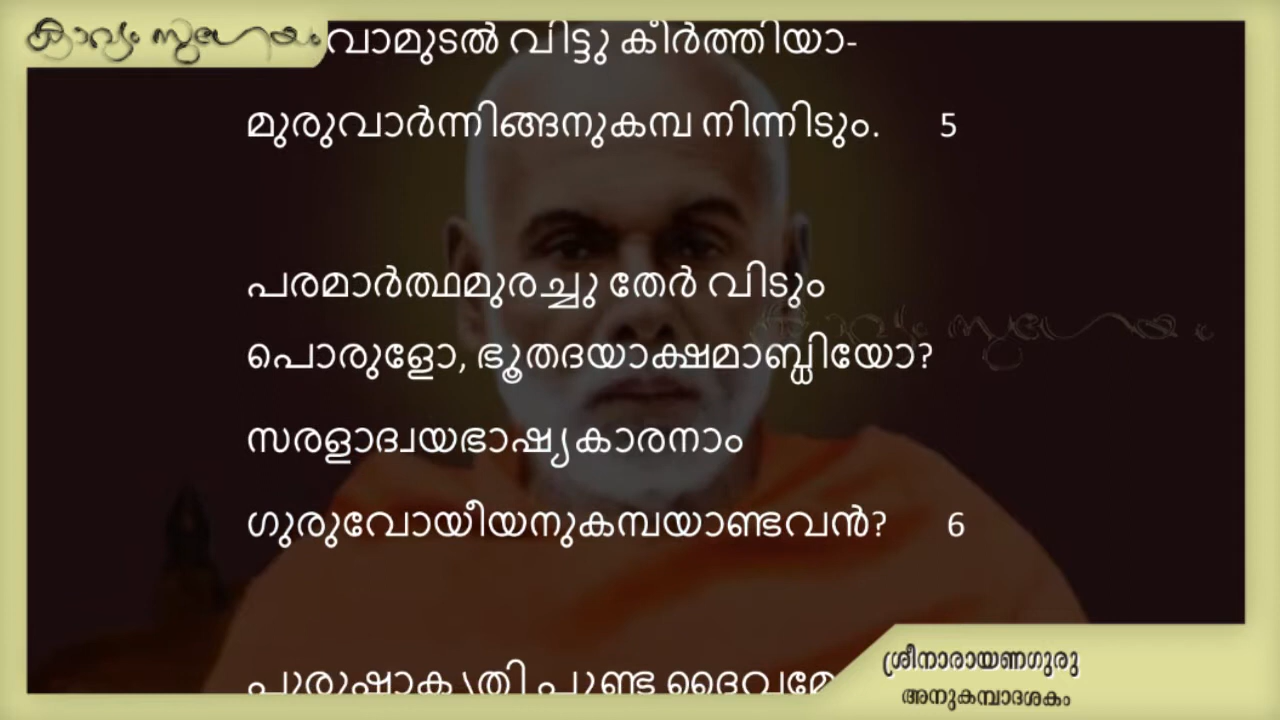 കാവ്യം സുഗേയം
വാമുടൽ വിട്ടു കീർത്തിയാ-
മുരുവാർന്നിങ്ങനുകമ്പ നിന്നിടും. 5
പരമാർത്ഥമുരച്ചു തേർ വിടും
പൊരുളോ, ഭൂതദയാക്ഷമാബ്ധിയോ?
സരളാദ്വയഭാഷ്യകാരനാം
ഗുരുവോയീയനുകമ്പയാണ്ടവൻ? 6
കാവ്യം സുഗേയം
പുരുഷാകൃതി പൂണ്ട ദൈവമോ
ശ്രീനാരായണഗുരു
അനുകമ്പാദശകം